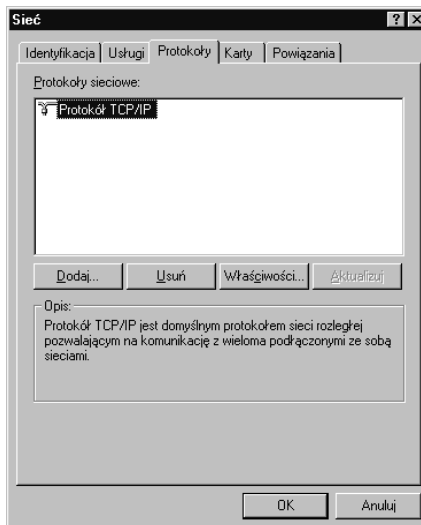 Sieć
Identyfikacja Usługi Protokoły Karty Powiązania
Protokoły sieciowe:
Protokół TCP/IP
Dodaj... Usuń Właściwości... Aktualizuj
Opis:
Protokół TCP/IP jest domyślnym protokołem sieci rozległej
pozwalającym na komunikację z wieloma podłączonymi ze sobą
sieciami.
OK Anuluj